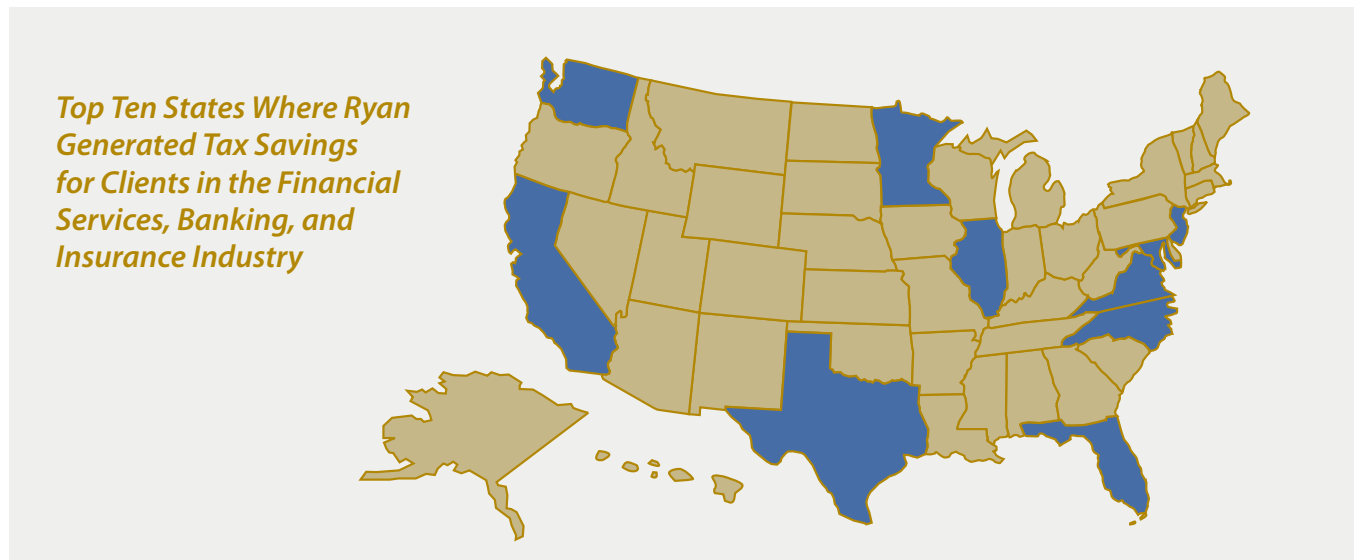 Top Ten States Where Ryan
Generated Tax Savings
for Clients in the Financial
Services, Banking, and
Insurance Industry